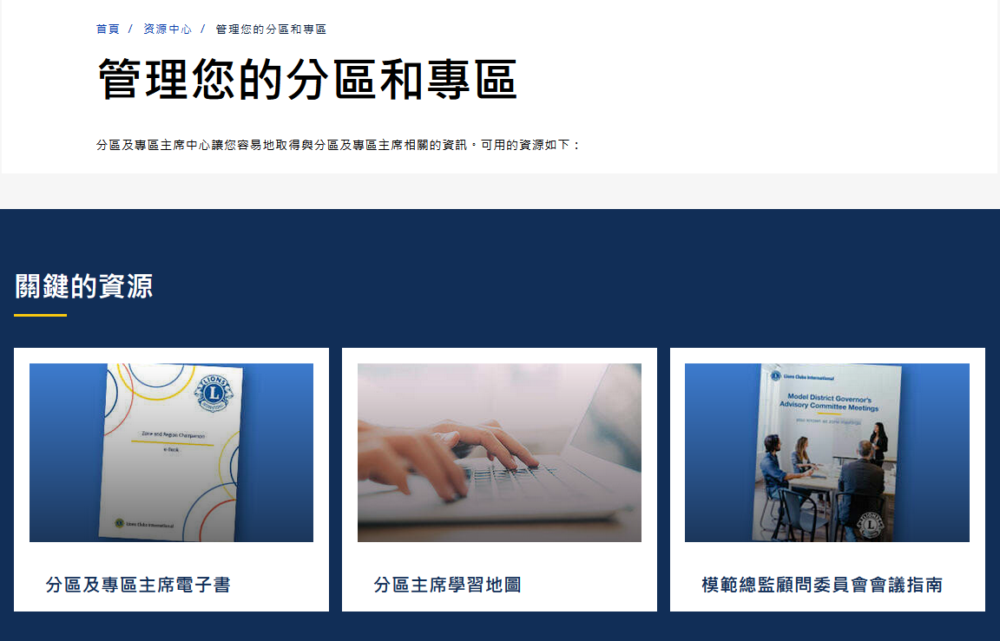 首頁 / 资源中心 / 管理您的分區和專區
管理您的分區和專區
分區及專區主席中心讓您容易地取得與分區及專區主席相關的資訊。可用的資源如下：
關鍵的資源
LIONS
L
INTERNATIONAL
Zone and Region Chairperson
e-Book
Lions Clubs International
Lions Clubs International
Model District Governor's
Advisory Committee Meetings
also known as zone meetings
LIONS
L
分區及專區主席電子書
分區主席學習地圖
模範總監顧問委員會會議指南